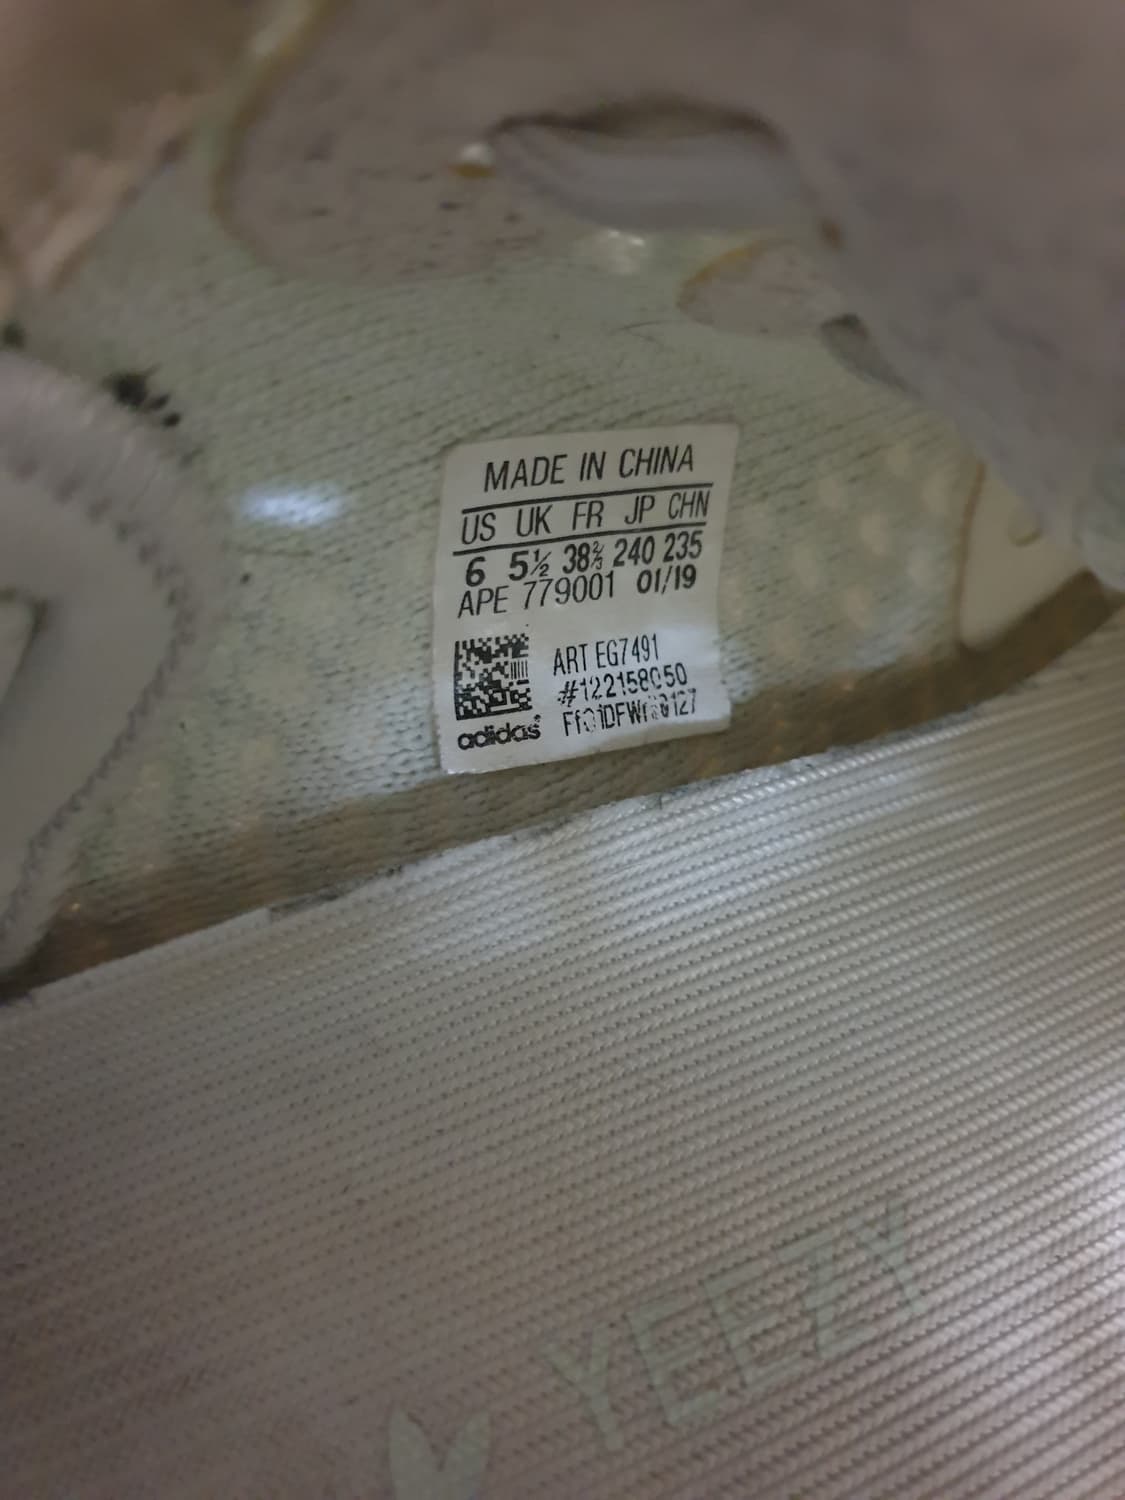 MADE IN CHINA
US UK FR JP CHN
6 5½ 38⅔ 240 235
APE 779001 01/19
ART EG7491
#122158050
adidas
YEEZY